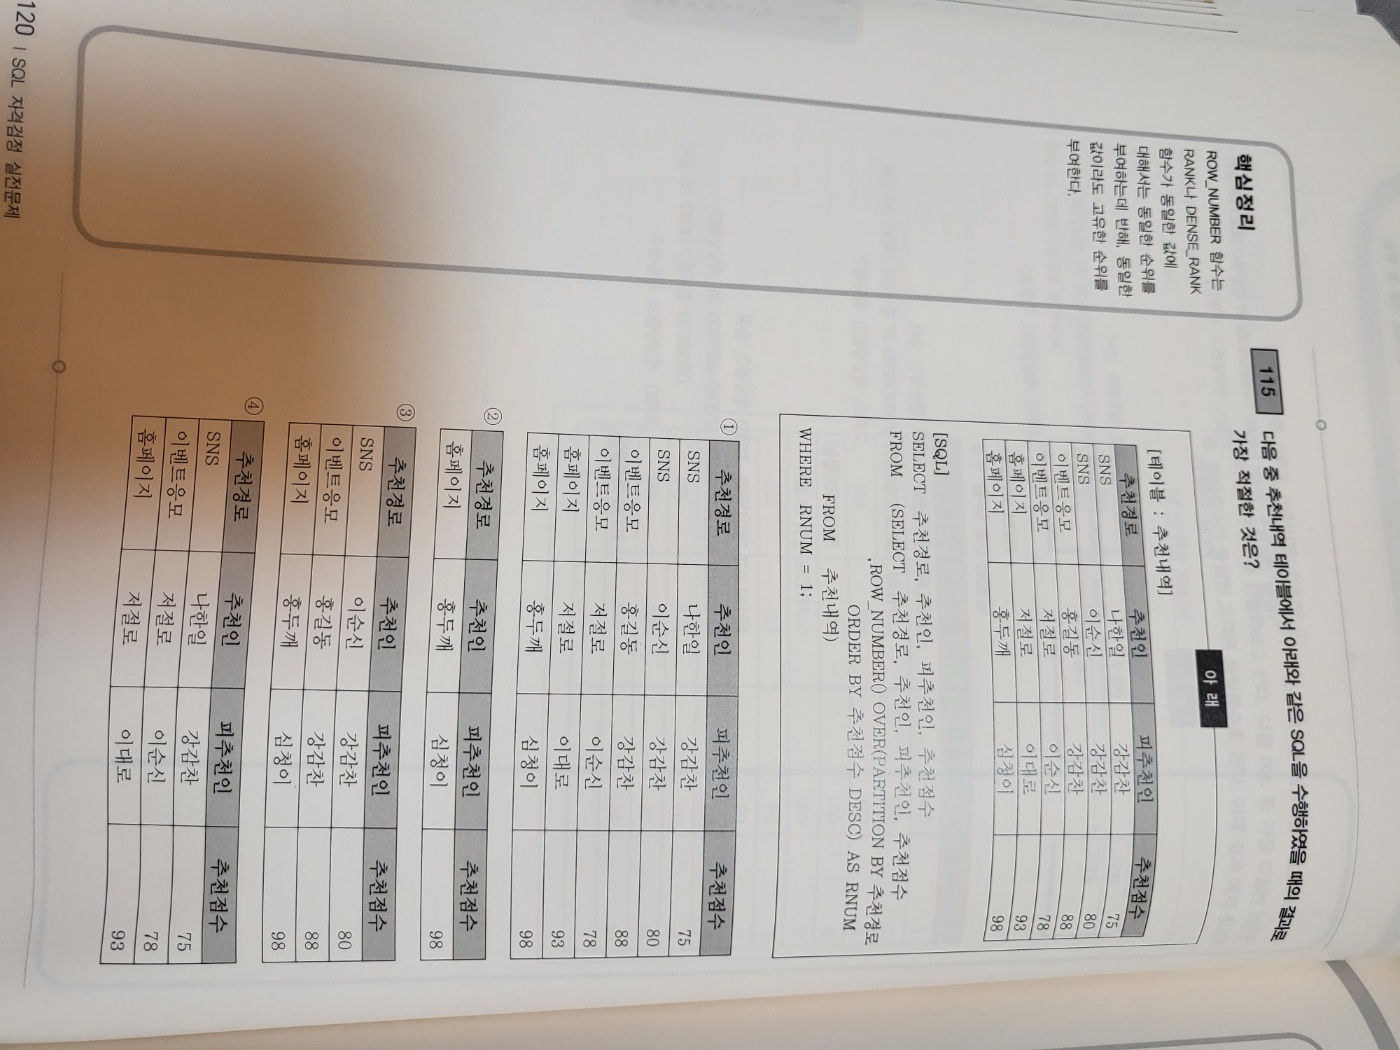 핵심정리
ROW_NUMBER 함수는
RANK나 DENSE_RANK
함수가 동일한 값에
대해서는 동일한 순위를
부여하는데 반해, 동일한
값이라도 고유한 순위를
부여한다.
115 다음 중 추천내역 테이블에서 아래와 같은 SQL을 수행하였을 때의 결과로
가장 적절한 것은?
아 래
[테이블 : 추천내역]
추천경로 추천인 피추천인 추천점수
SNS 나한일 강감찬 75
SNS 이순신 강감찬 80
이벤트응모 홍길동 강감찬 88
이벤트응모 저절로 이순신 78
홈페이지 저절로 이대로 93
홈페이지 홍두깨 심청이 98
[SQL]
SELECT 추천경로, 추천인, 피추천인, 추천점수
FROM (SELECT 추천경로, 추천인, 피추천인, 추천점수
,ROW_NUMBER() OVER(PARTITION BY 추천경로
ORDER BY 추천점수 DESC) AS RNUM
FROM 추천내역)
WHERE RNUM = 1;
①
추천경로 추천인 피추천인 추천점수
SNS 나한일 강감찬 75
SNS 이순신 강감찬 80
이벤트응모 홍길동 강감찬 88
이벤트응모 저절로 이순신 78
홈페이지 저절로 이대로 93
홈페이지 홍두깨 심청이 98
②
추천경로 추천인 피추천인 추천점수
홈페이지 홍두깨 심청이 98
③
추천경로 추천인 피추천인 추천점수
SNS 이순신 강감찬 80
이벤트응모 홍길동 강감찬 88
홈페이지 홍두깨 심청이 98
④
추천경로 추천인 피추천인 추천점수
SNS 나한일 강감찬 75
이벤트응모 저절로 이순신 78
홈페이지 저절로 이대로 93
120 | SQL 자격검정 실전문제